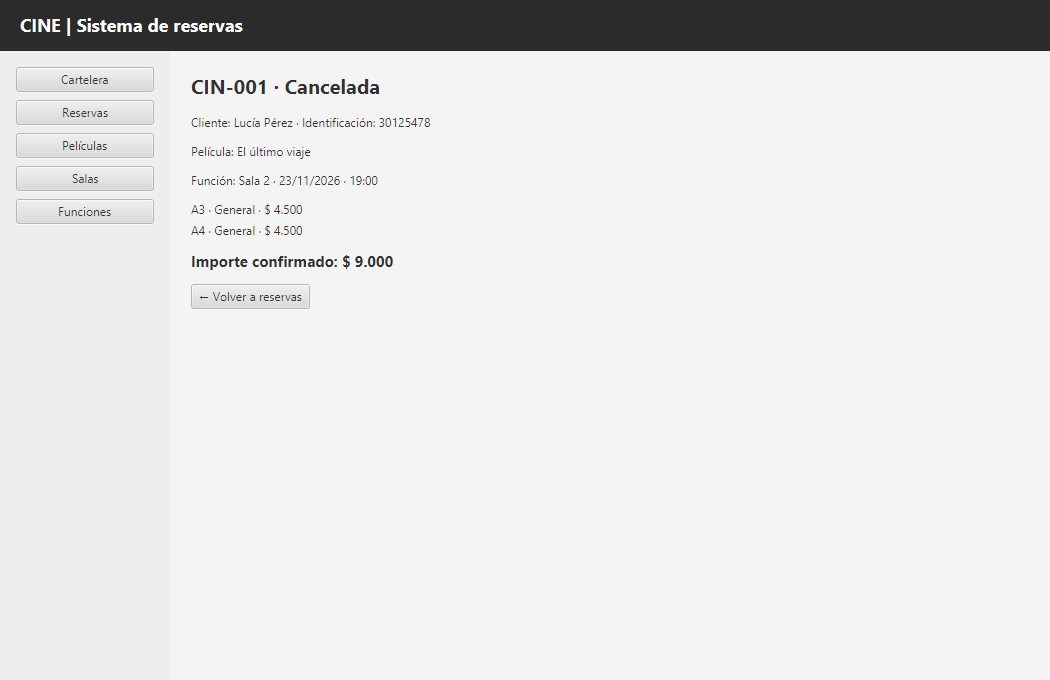 CINE | Sistema de reservas
Cartelera
Reservas
Películas
Salas
Funciones
CIN-001 · Cancelada
Cliente: Lucía Pérez · Identificación: 30125478
Película: El último viaje
Función: Sala 2 · 23/11/2026 · 19:00
A3 · General · $ 4.500
A4 · General · $ 4.500
Importe confirmado: $ 9.000
← Volver a reservas